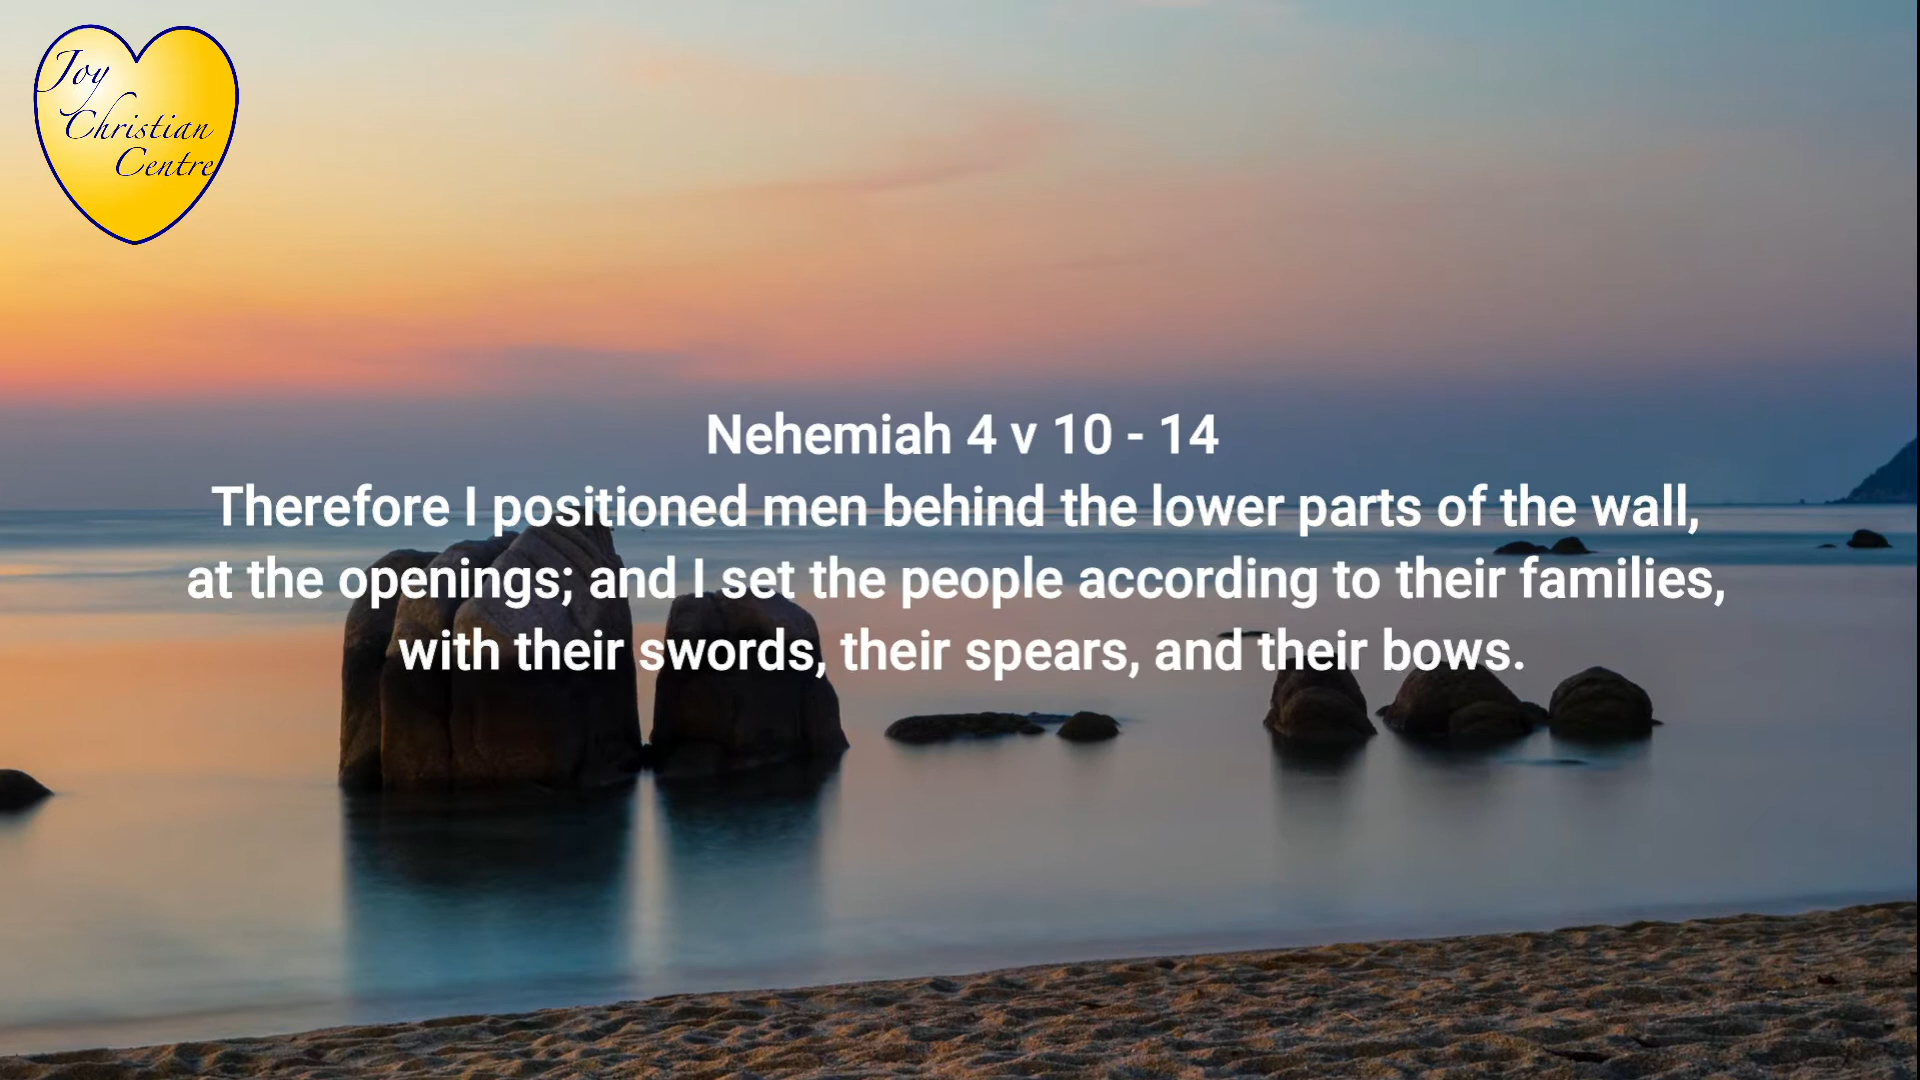 Joy
Christian
Centre
Nehemiah 4 v 10 - 14
Therefore I positioned men behind the lower parts of the wall,
at the openings; and I set the people according to their families,
with their swords, their spears, and their bows.